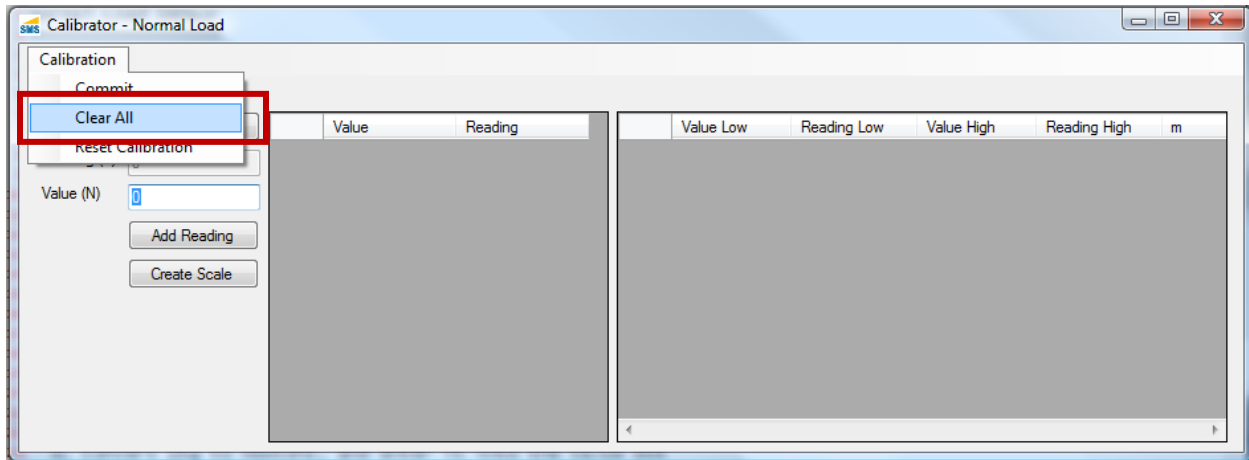 SMS Calibrator - Normal Load
Calibration
Commit
Clear All
Reset Calibration
Value Reading
Value Low Reading Low Value High Reading High m
Value (N) 0
Add Reading
Create Scale